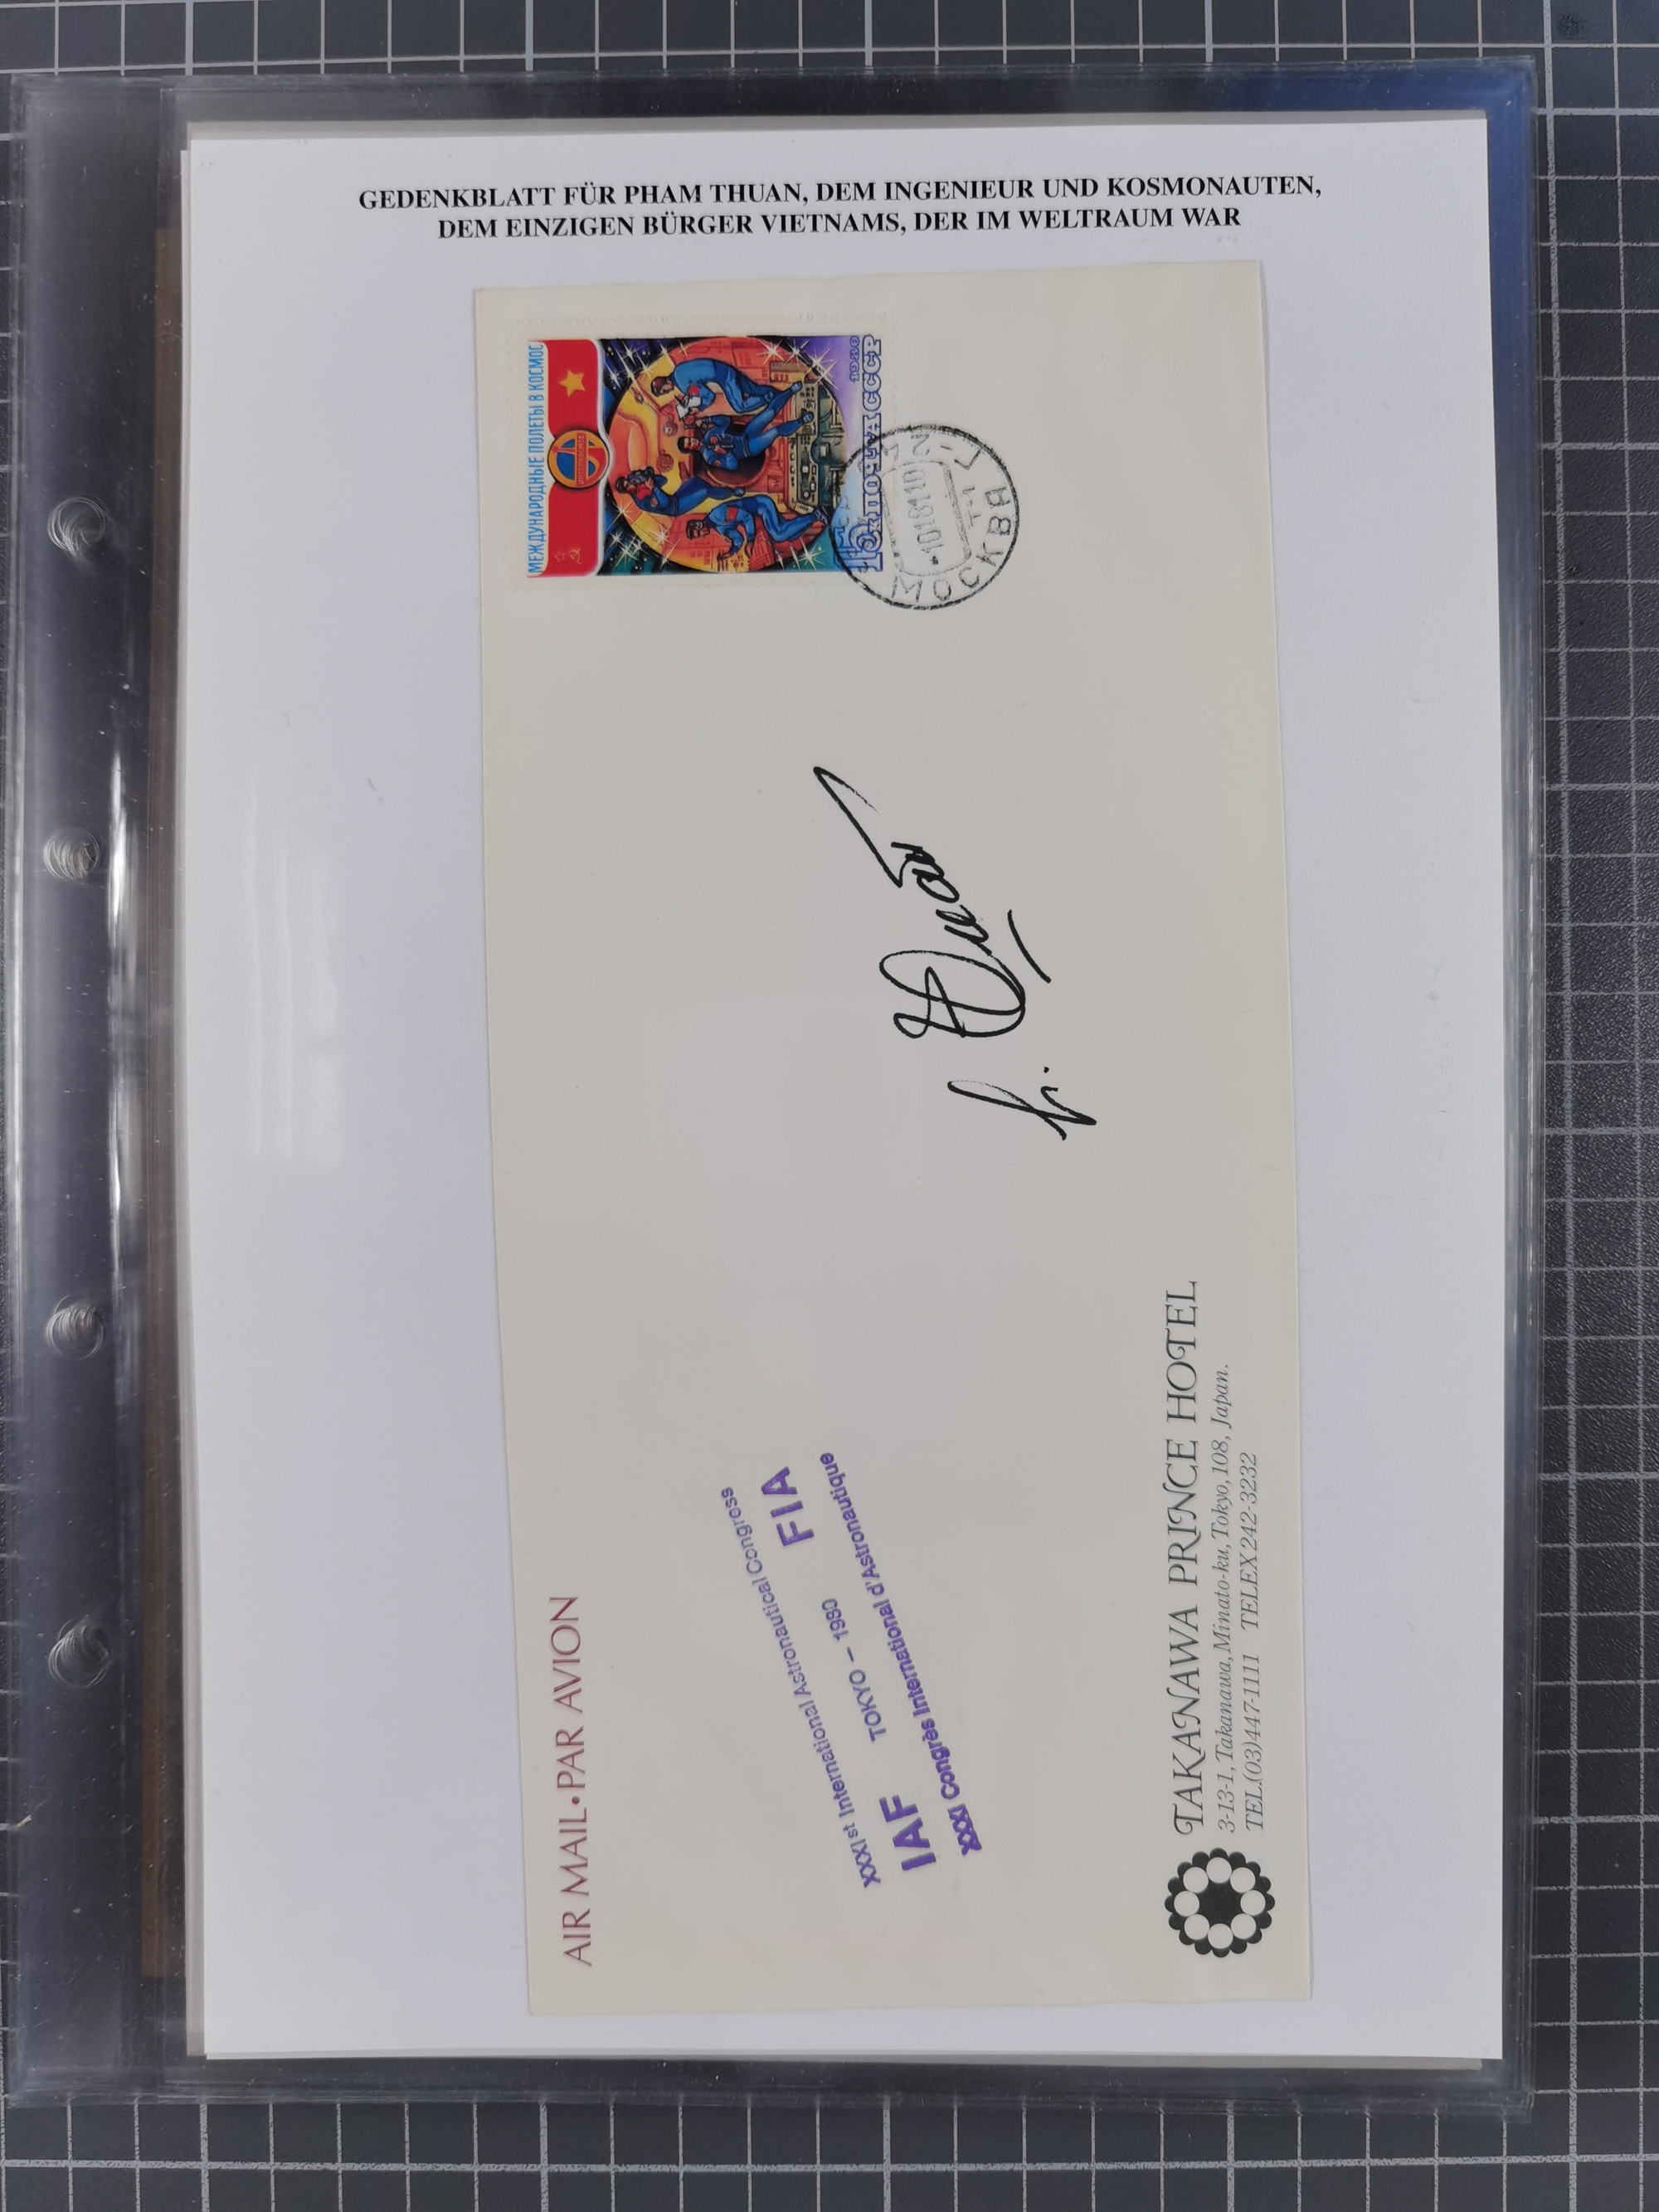 GEDENKBLATT FÜR PHAM THUAN, DEM INGENIEUR UND KOSMONAUTEN,
DEM EINZIGEN BÜRGER VIETNAMS, DER IM WELTRAUM WAR
AIR MAIL•PAR AVION
МЕЖДУНАРОДНЫЕ ПОЛЕТЫ В КОСМОС
ИНТЕРКОСМОС
1980
ПОЧТА СССР
МОСКВА
XXXIst International Astronautical Congress
IAF TOKYO – 1980 FIA
XXXI Congrès International d'Astronautique
TAKANAWA PRINCE HOTEL
3-13-1, Takanawa, Minato-ku, Tokyo, 108, Japan.
TEL.(03)447-1111 TELEX 242-3232